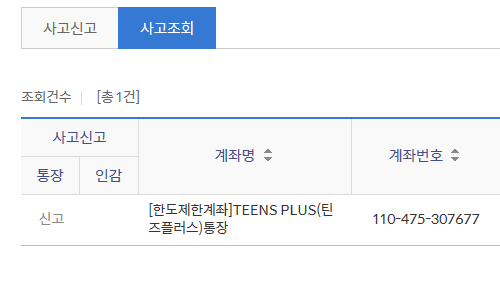 사고신고 사고조회
조회건수 [총 1건]
사고신고 계좌명 계좌번호
통장 인감
신고 [한도제한계좌]TEENS PLUS(틴
즈플러스)통장 110-475-307677